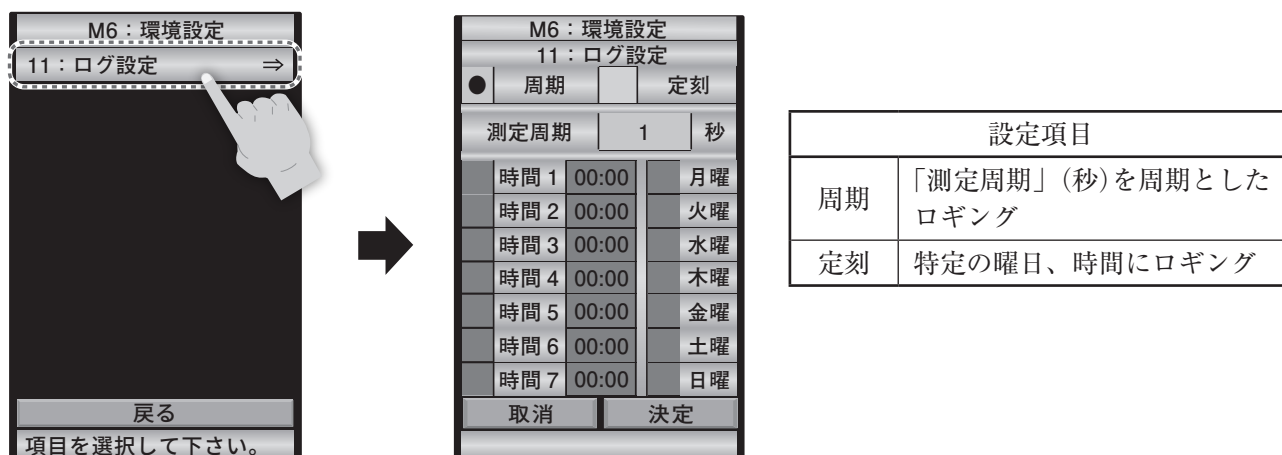 M6：環境設定
11：ログ設定 ⇒
戻る
項目を選択して下さい。
M6：環境設定
11：ログ設定
● 周期 定刻
測定周期 1 秒
時間 1 00:00 月曜
時間 2 00:00 火曜
時間 3 00:00 水曜
時間 4 00:00 木曜
時間 5 00:00 金曜
時間 6 00:00 土曜
時間 7 00:00 日曜
取消 決定
設定項目
周期 「測定周期」(秒)を周期とした
ロギング
定刻 特定の曜日、時間にロギング